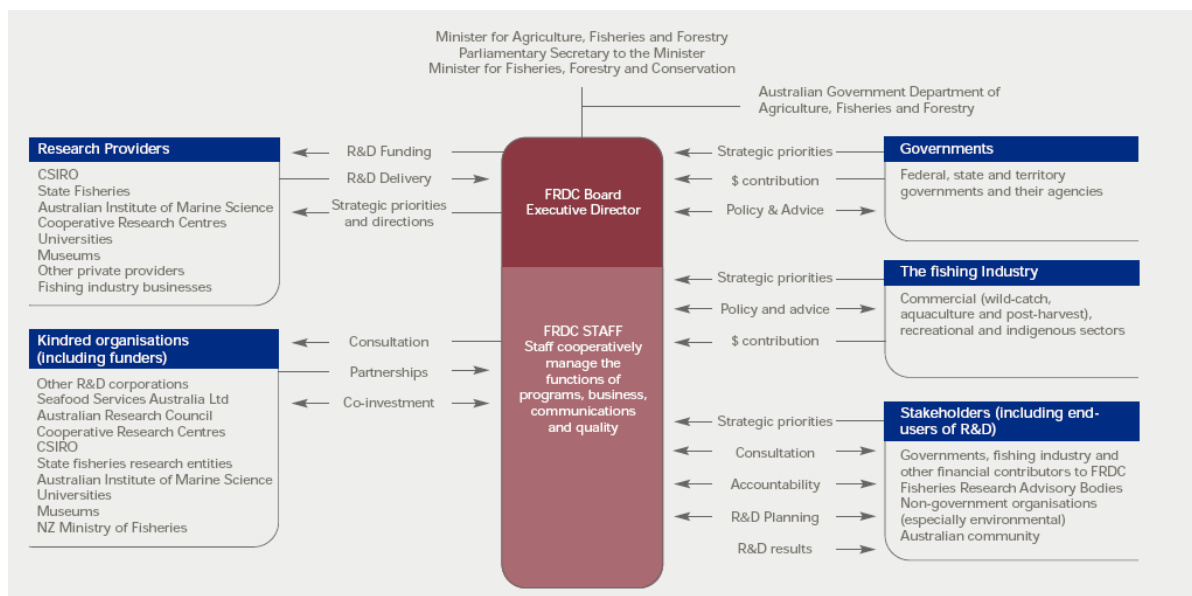 Minister for Agriculture, Fisheries and Forestry
Parliamentary Secretary to the Minister
Minister for Fisheries, Forestry and Conservation
Australian Government Department of
Agriculture, Fisheries and Forestry
Research Providers
CSIRO
State Fisheries
Australian Institute of Marine Science
Cooperative Research Centres
Universities
Museums
Other private providers
Fishing industry businesses
R&D Funding
R&D Delivery
Strategic priorities
and directions
Kindred organisations
(including funders)
Other R&D corporations
Seafood Services Australia Ltd
Australian Research Council
Cooperative Research Centres
CSIRO
State fisheries research entities
Australian Institute of Marine Science
Universities
Museums
NZ Ministry of Fisheries
Consultation
Partnerships
Co-investment
FRDC Board
Executive Director
FRDC STAFF
Staff cooperatively
manage the
functions of
programs, business,
communications
and quality
Strategic priorities
$ contribution
Policy & Advice
Governments
Federal, state and territory
governments and their agencies
Strategic priorities
Policy and advice
$ contribution
The fishing Industry
Commercial (wild-catch,
aquaculture and post-harvest),
recreational and indigenous sectors
Strategic priorities
Consultation
Accountability
R&D Planning
R&D results
Stakeholders (including end-
users of R&D)
Governments, fishing industry and
other financial contributors to FRDC
Fisheries Research Advisory Bodies
Non-government organisations
(especially environmental)
Australian community